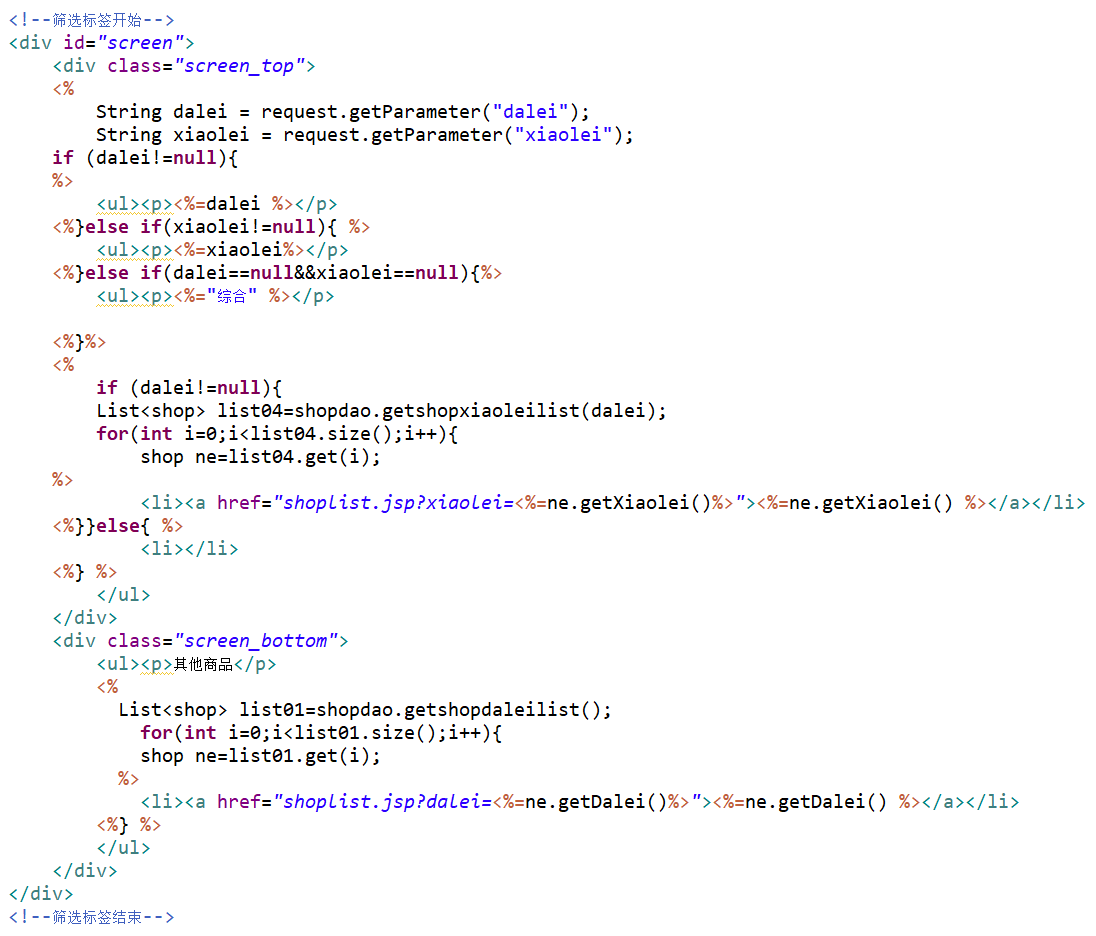 <!--筛选标签开始-->
<div id="screen">
    <div class="screen_top">
    <%
        String dalei = request.getParameter("dalei");
        String xiaolei = request.getParameter("xiaolei");
    if (dalei!=null){
    %>
        <ul><p><%=dalei %></p>
    <%}else if(xiaolei!=null){ %>
        <ul><p><%=xiaolei%></p>
    <%}else if(dalei==null&&xiaolei==null){%>
        <ul><p><%="综合" %></p>

    <%}%>
    <%
        if (dalei!=null){
        List<shop> list04=shopdao.getshopxiaoleilist(dalei);
        for(int i=0;i<list04.size();i++){
            shop ne=list04.get(i);
    %>
            <li><a href="shoplist.jsp?xiaolei=<%=ne.getXiaolei()%>"><%=ne.getXiaolei() %></a></li>
    <%}}else{ %>
            <li></li>
    <%} %>
        </ul>
    </div>
    <div class="screen_bottom">
        <ul><p>其他商品</p>
        <%
          List<shop> list01=shopdao.getshopdaleilist();
            for(int i=0;i<list01.size();i++){
            shop ne=list01.get(i);
          %>
            <li><a href="shoplist.jsp?dalei=<%=ne.getDalei()%>"><%=ne.getDalei() %></a></li>
        <%} %>
        </ul>
    </div>
</div>
<!--筛选标签结束-->